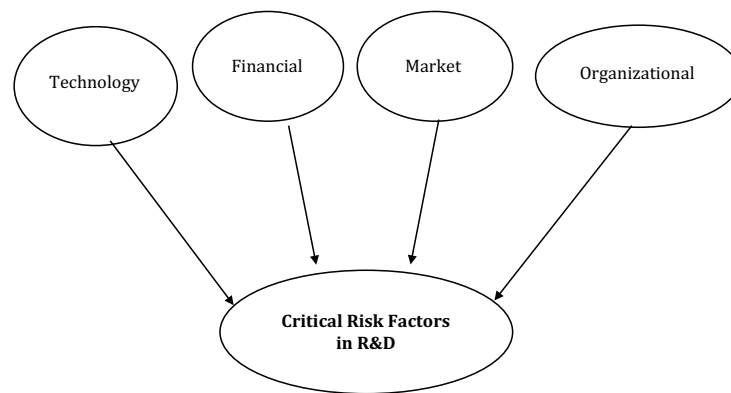 Technology
Financial
Market
Organizational
Critical Risk Factors
in R&D